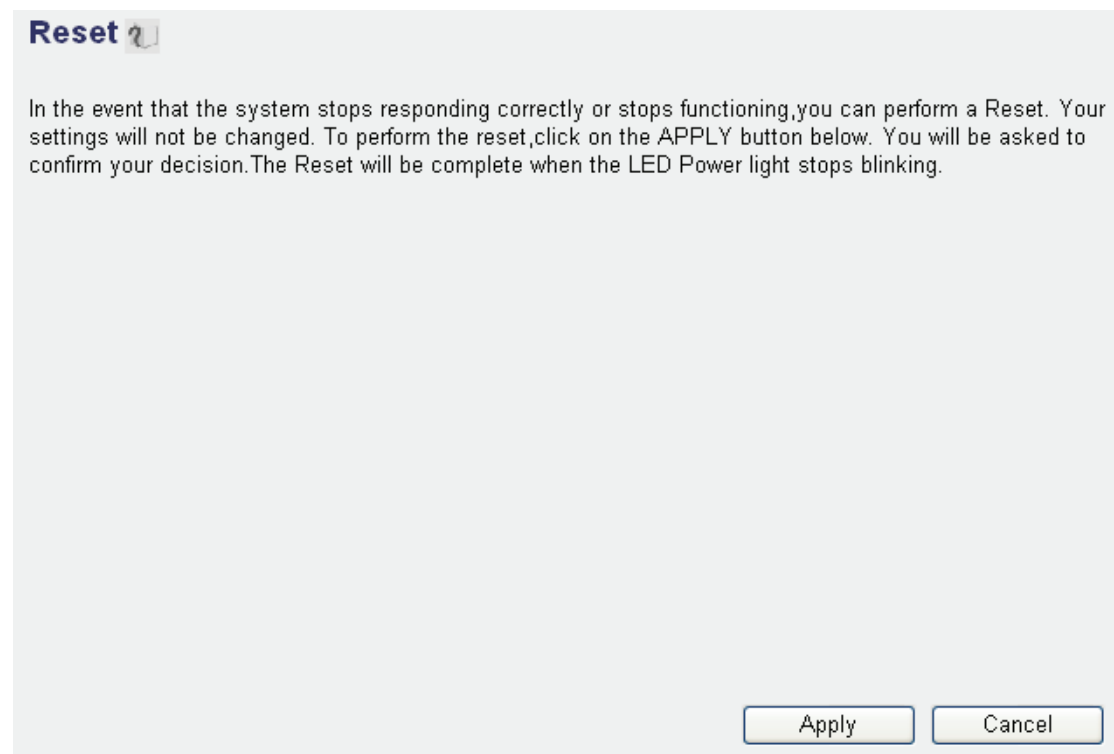 Reset
In the event that the system stops responding correctly or stops functioning,you can perform a Reset. Your
settings will not be changed. To perform the reset,click on the APPLY button below. You will be asked to
confirm your decision.The Reset will be complete when the LED Power light stops blinking.
Apply Cancel